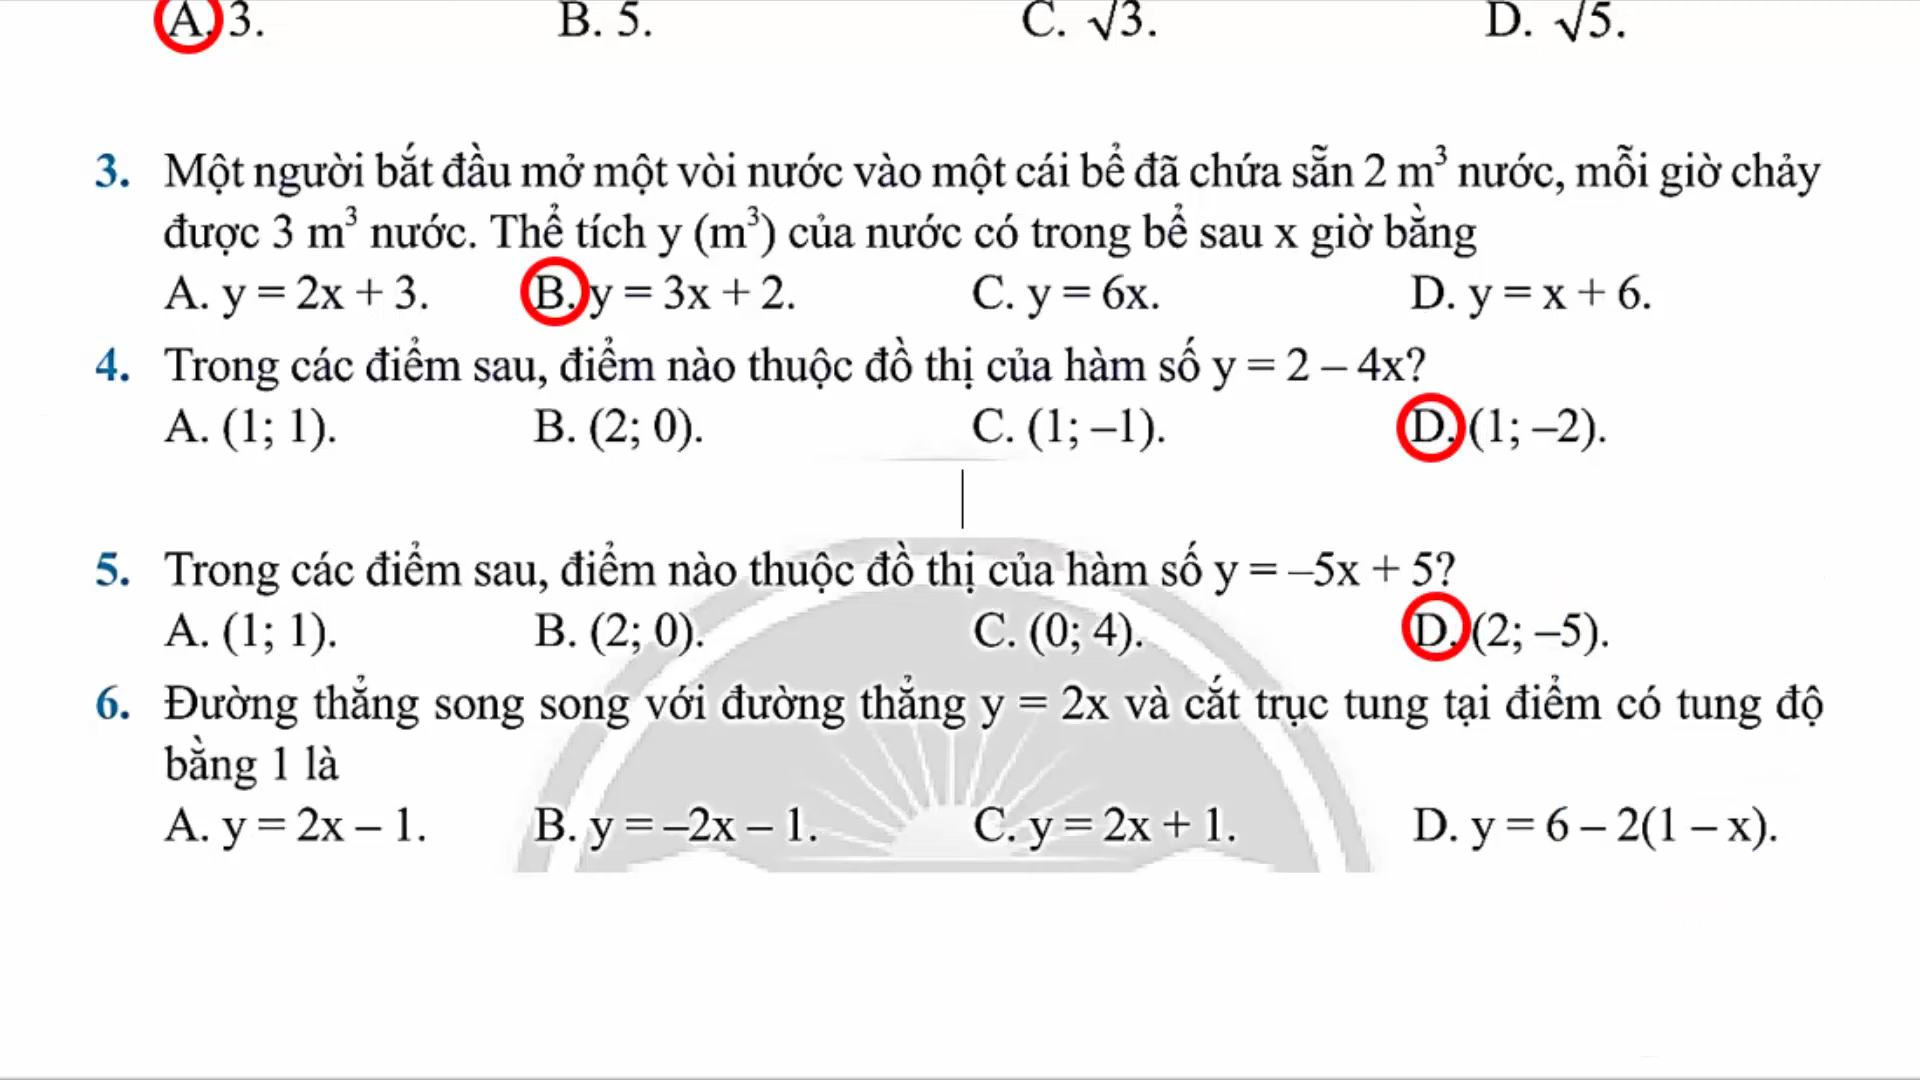 A. 3. B. 5. C. √3. D. √5.
3. Một người bắt đầu mở một vòi nước vào một cái bể đã chứa sẵn 2 m³ nước, mỗi giờ chảy
được 3 m³ nước. Thể tích y (m³) của nước có trong bể sau x giờ bằng
A. y = 2x + 3. B. y = 3x + 2. C. y = 6x. D. y = x + 6.
4. Trong các điểm sau, điểm nào thuộc đồ thị của hàm số y = 2 – 4x?
A. (1; 1). B. (2; 0). C. (1; –1). D. (1; –2).
5. Trong các điểm sau, điểm nào thuộc đồ thị của hàm số y = –5x + 5?
A. (1; 1). B. (2; 0). C. (0; 4). D. (2; –5).
6. Đường thẳng song song với đường thẳng y = 2x và cắt trục tung tại điểm có tung độ
bằng 1 là
A. y = 2x – 1. B. y = –2x – 1. C. y = 2x + 1. D. y = 6 – 2(1 – x).